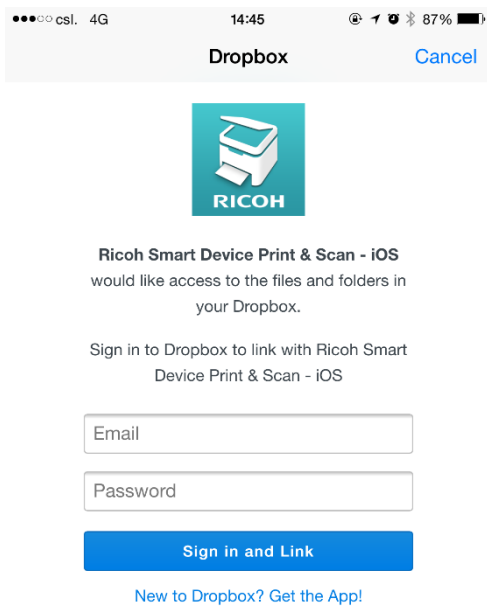 csl. 4G 14:45 87%
Dropbox Cancel
RICOH
Ricoh Smart Device Print & Scan - iOS
would like access to the files and folders in
your Dropbox.
Sign in to Dropbox to link with Ricoh Smart
Device Print & Scan - iOS
Email
Password
Sign in and Link
New to Dropbox? Get the App!